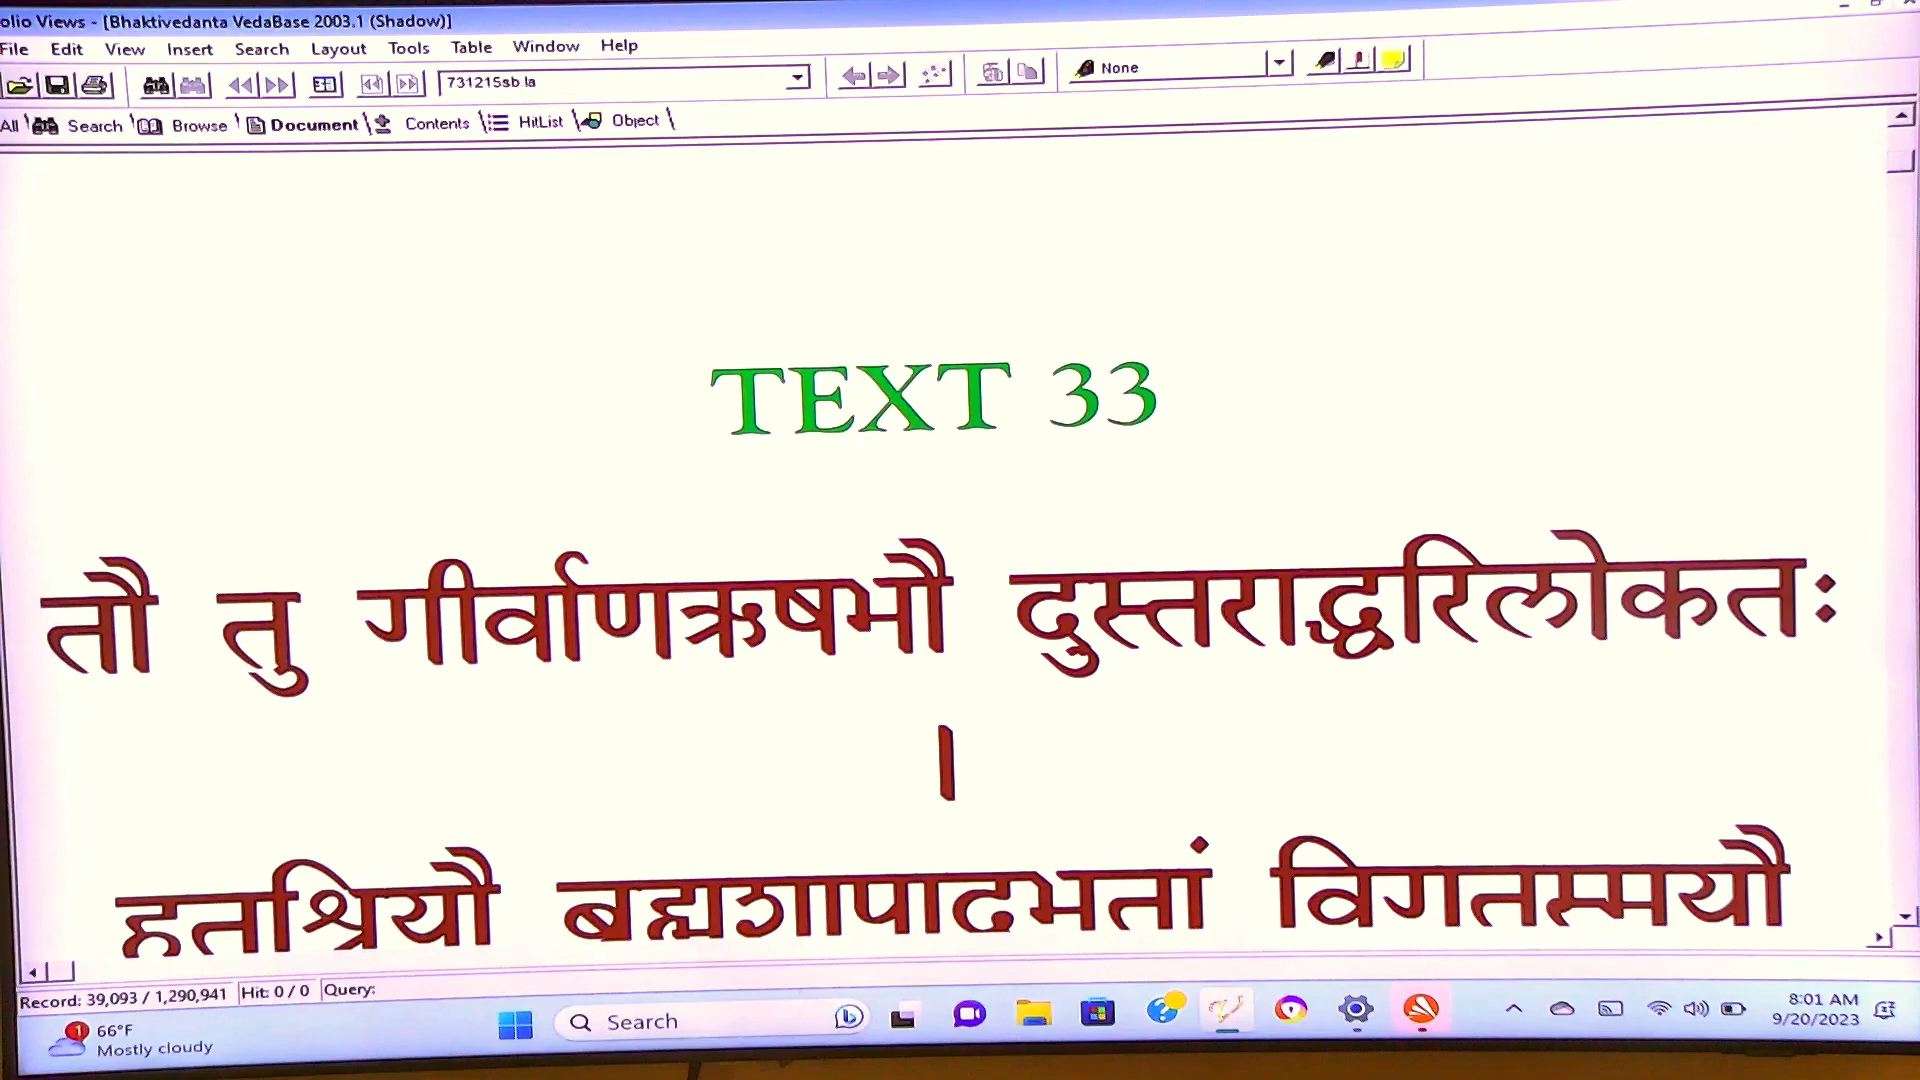 olio Views - [Bhaktivedanta VedaBase 2003.1 (Shadow)]
File Edit View Insert Search Layout Tools Table Window Help
731215sb la None
All Search Browse Document Contents HitList Object
TEXT 33
तौ तु गीर्वाणऋषभौ दुस्तराद्धरिलोकतः
।
हतश्रियौ ब्रह्मशापादभूतां विगतस्मयौ
Record: 39,093 / 1,290,941 Hit: 0 / 0 Query:
1 66°F Search 8:01 AM
Mostly cloudy 9/20/2023